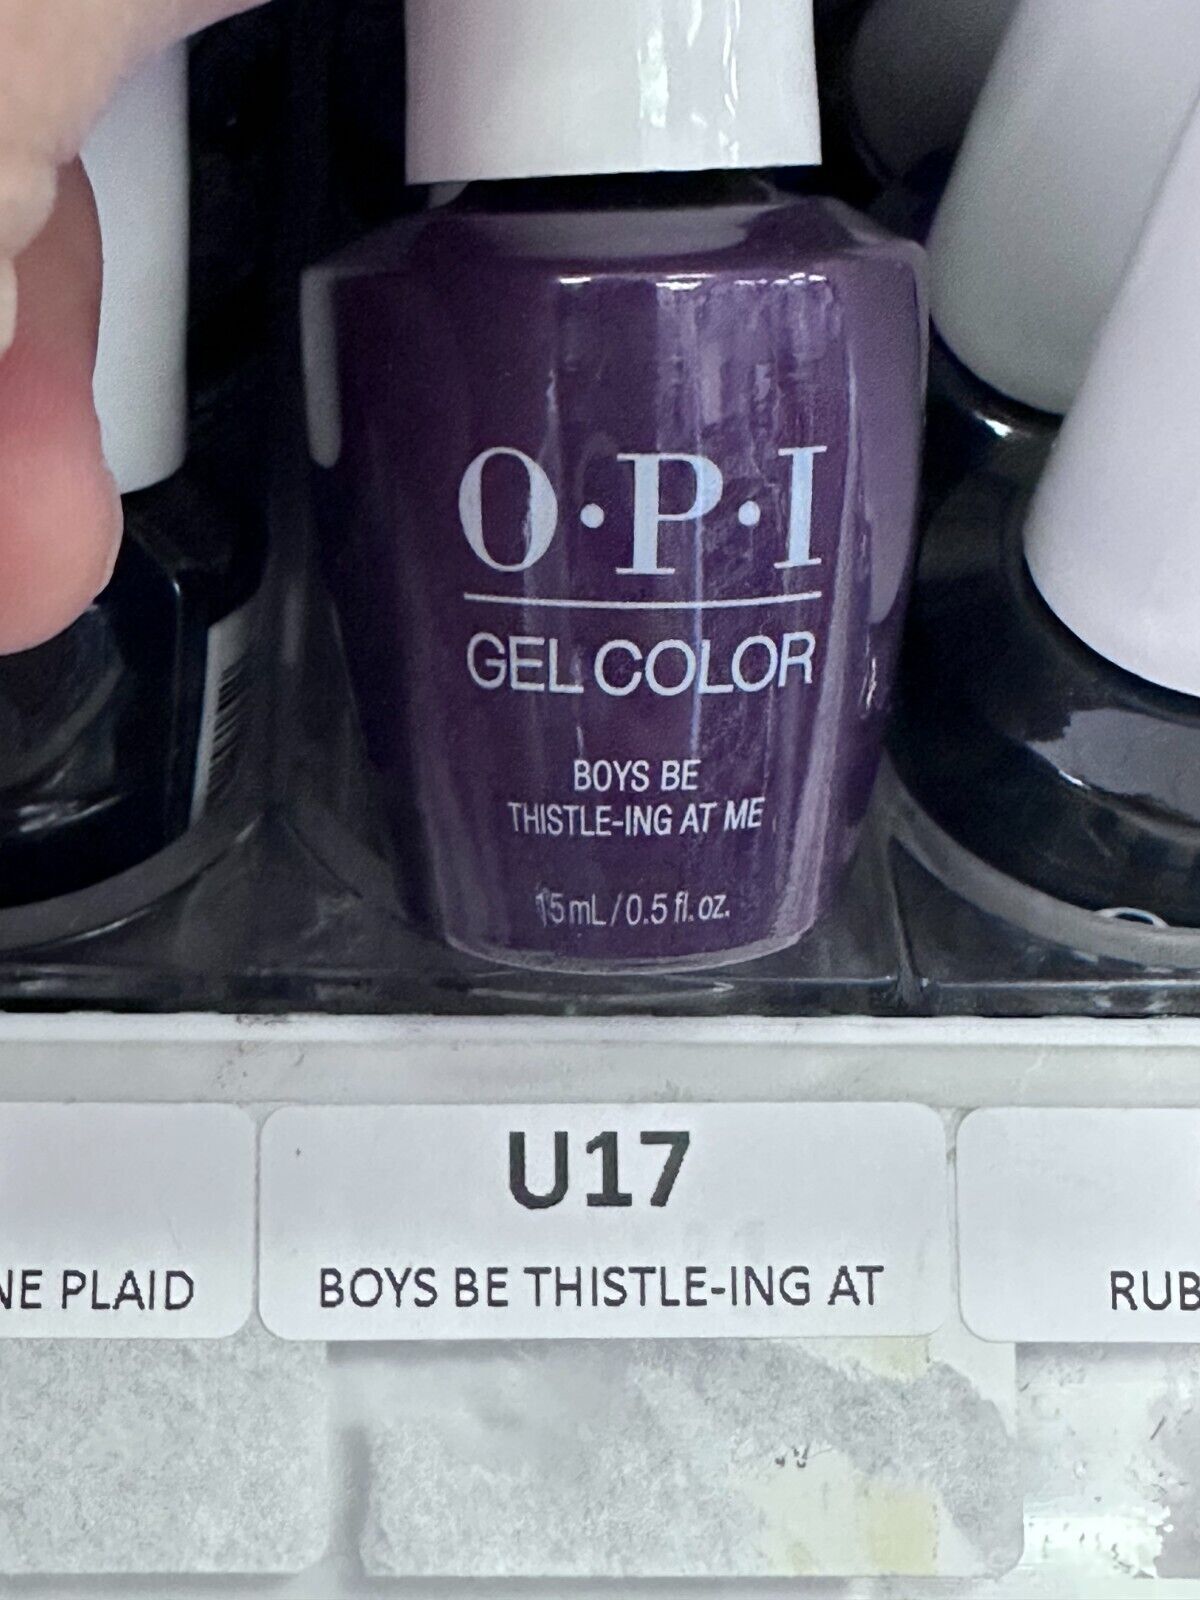 O·P·I
GEL COLOR
BOYS BE
THISTLE-ING AT ME
15 mL / 0.5 fl. oz.
U17
NE PLAID
BOYS BE THISTLE-ING AT
RUB